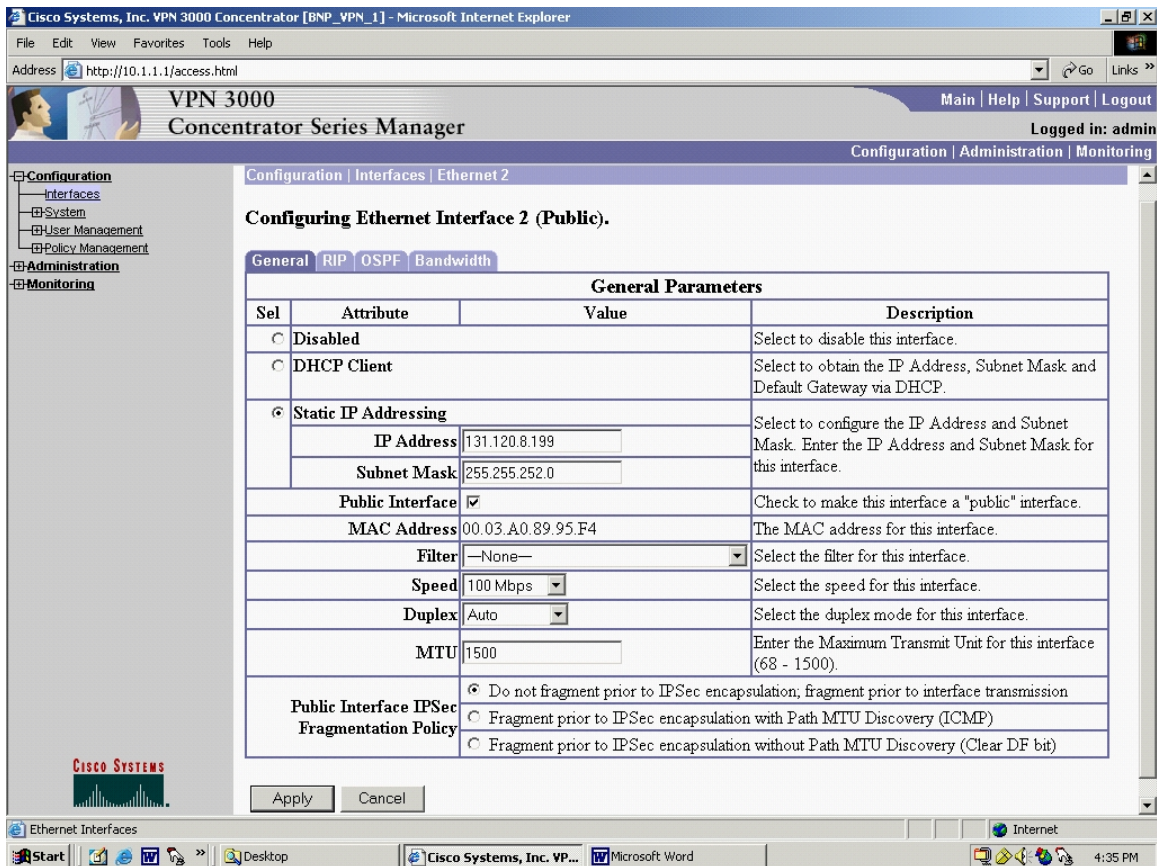 Cisco Systems, Inc. VPN 3000 Concentrator [BNP_VPN_1] - Microsoft Internet Explorer
File Edit View Favorites Tools Help
Address http://10.1.1.1/access.html Go Links »
VPN 3000
Concentrator Series Manager
Main | Help | Support | Logout
Logged in: admin
Configuration | Administration | Monitoring
Configuration
Interfaces
System
User Management
Policy Management
Administration
Monitoring
Configuration | Interfaces | Ethernet 2
Configuring Ethernet Interface 2 (Public).
General RIP OSPF Bandwidth
General Parameters
Sel Attribute Value Description
Disabled Select to disable this interface.
DHCP Client Select to obtain the IP Address, Subnet Mask and
Default Gateway via DHCP.
Static IP Addressing
Select to configure the IP Address and Subnet
Mask. Enter the IP Address and Subnet Mask for
this interface.
IP Address 131.120.8.199
Subnet Mask 255.255.252.0
Public Interface Check to make this interface a "public" interface.
MAC Address 00.03.A0.89.95.F4 The MAC address for this interface.
Filter —None— Select the filter for this interface.
Speed 100 Mbps Select the speed for this interface.
Duplex Auto Select the duplex mode for this interface.
MTU 1500 Enter the Maximum Transmit Unit for this interface
(68 - 1500).
Public Interface IPSec
Fragmentation Policy
Do not fragment prior to IPSec encapsulation; fragment prior to interface transmission
Fragment prior to IPSec encapsulation with Path MTU Discovery (ICMP)
Fragment prior to IPSec encapsulation without Path MTU Discovery (Clear DF bit)
CISCO SYSTEMS
Apply Cancel
Ethernet Interfaces Internet
Start » Desktop Cisco Systems, Inc. VP... Microsoft Word 4:35 PM